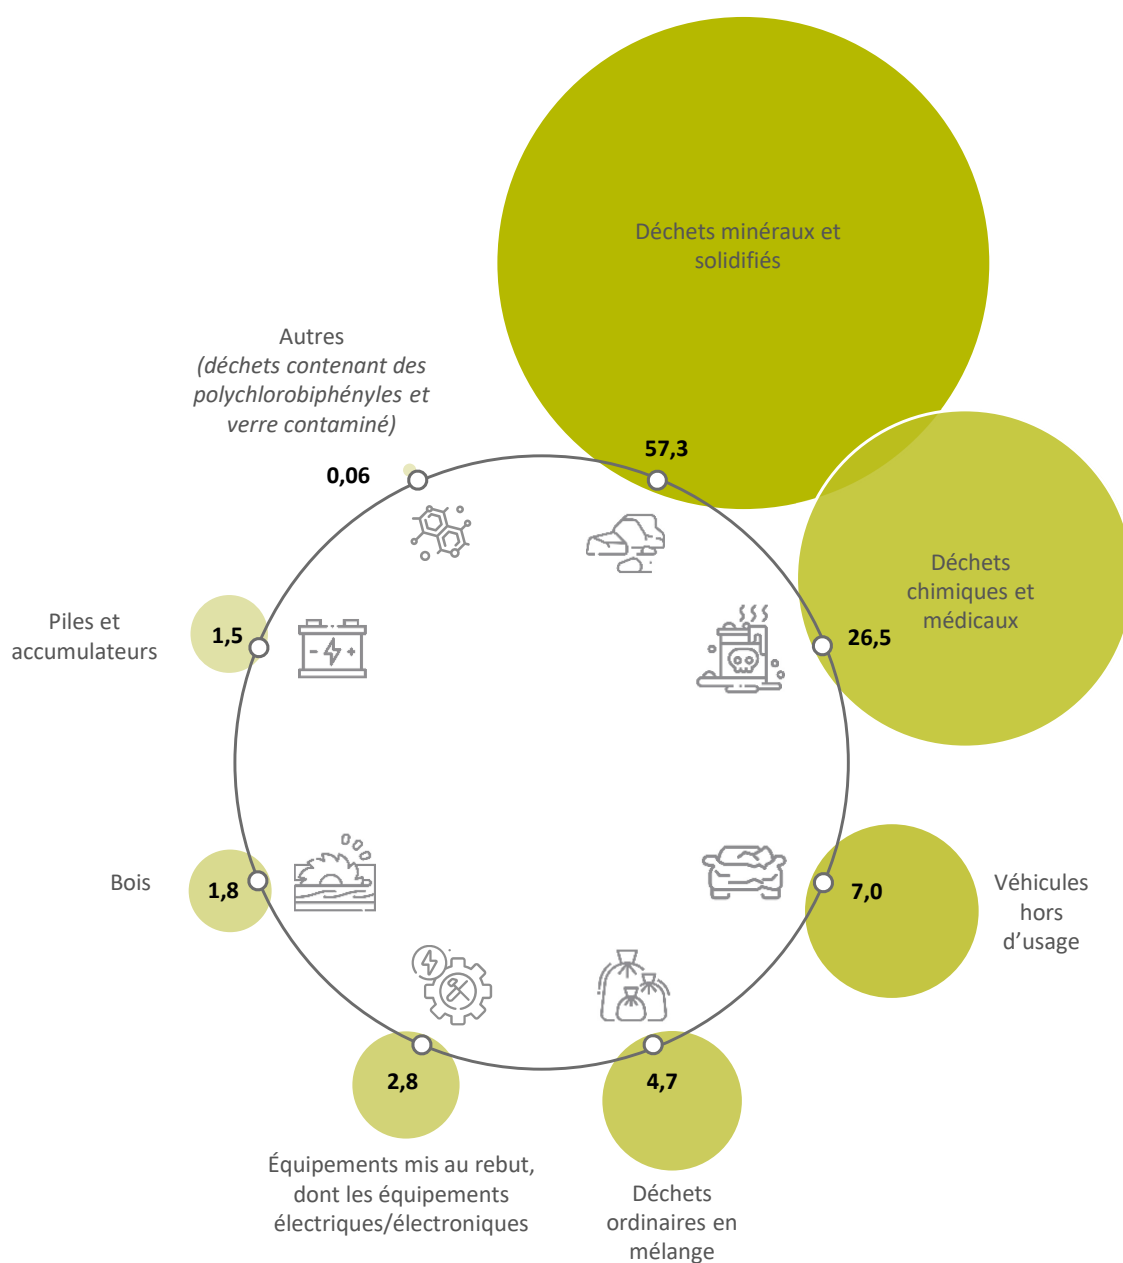 Déchets minéraux et
solidifiés
57,3
Déchets
chimiques et
médicaux
26,5
Véhicules
hors
d’usage
7,0
Déchets
ordinaires en
mélange
4,7
Équipements mis au rebut,
dont les équipements
électriques/électroniques
2,8
Bois
1,8
Piles et
accumulateurs
1,5
Autres
(déchets contenant des
polychlorobiphényles et
verre contaminé)
0,06